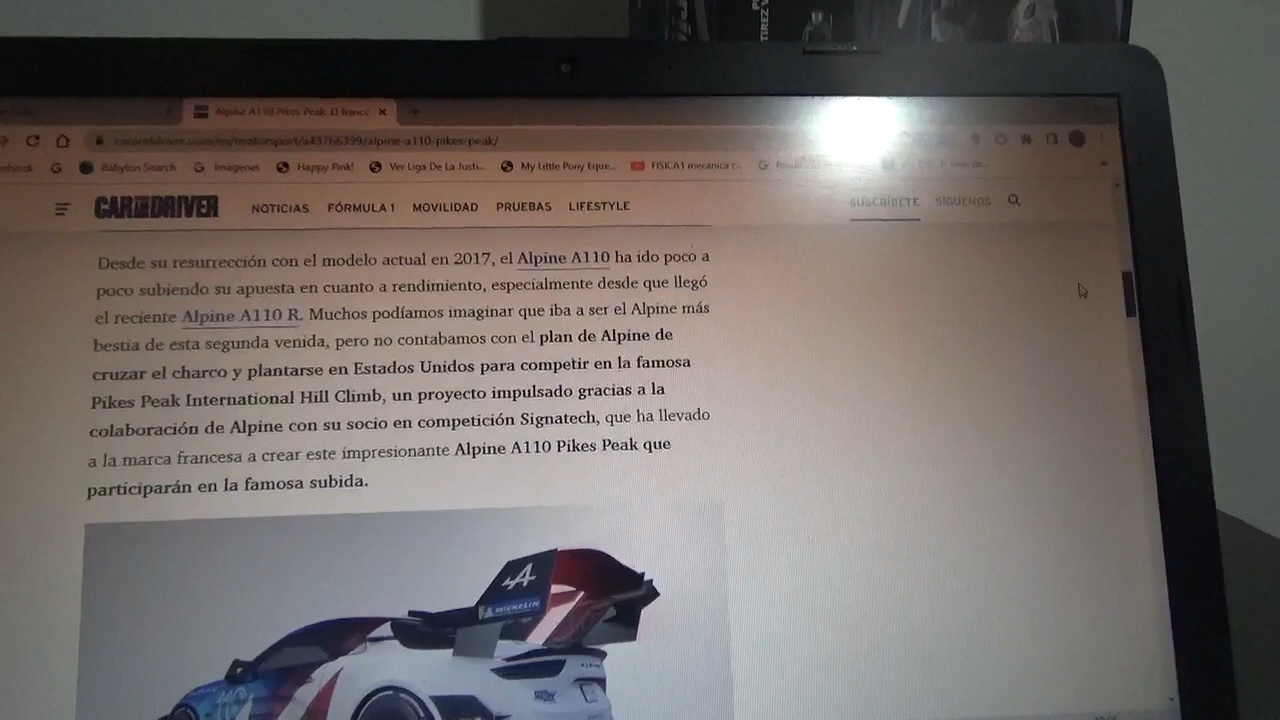 Alpine A110 Pikes Peak: El francé
caranddriver.com/es/motorsport/a43766399/alpine-a110-pikes-peak/
Babylon Search Imágenes Happy Pink! Ver Liga De La Justi... My Little Pony Eque... FISICA1 mecanica c...
CAR AND DRIVER NOTICIAS FÓRMULA 1 MOVILIDAD PRUEBAS LIFESTYLE SUSCRÍBETE SÍGUENOS
Desde su resurrección con el modelo actual en 2017, el Alpine A110 ha ido poco a
poco subiendo su apuesta en cuanto a rendimiento, especialmente desde que llegó
el reciente Alpine A110 R. Muchos podíamos imaginar que iba a ser el Alpine más
bestia de esta segunda venida, pero no contabamos con el plan de Alpine de
cruzar el charco y plantarse en Estados Unidos para competir en la famosa
Pikes Peak International Hill Climb, un proyecto impulsado gracias a la
colaboración de Alpine con su socio en competición Signatech, que ha llevado
a la marca francesa a crear este impresionante Alpine A110 Pikes Peak que
participarán en la famosa subida.
A
MICHELIN
ALPINE